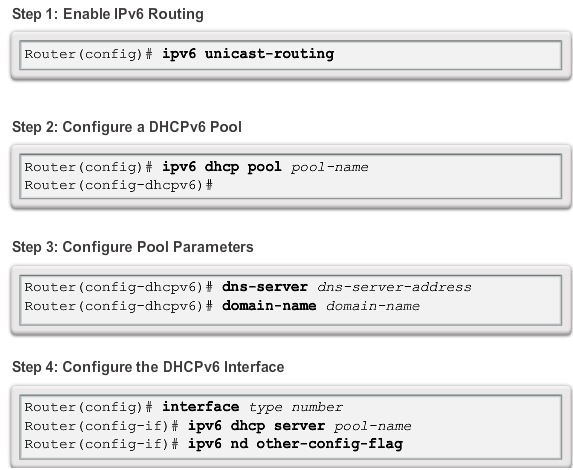 Step 1: Enable IPv6 Routing
Router(config)# ipv6 unicast-routing
Step 2: Configure a DHCPv6 Pool
Router(config)# ipv6 dhcp pool pool-name
Router(config-dhcpv6)#
Step 3: Configure Pool Parameters
Router(config-dhcpv6)# dns-server dns-server-address
Router(config-dhcpv6)# domain-name domain-name
Step 4: Configure the DHCPv6 Interface
Router(config)# interface type number
Router(config-if)# ipv6 dhcp server pool-name
Router(config-if)# ipv6 nd other-config-flag